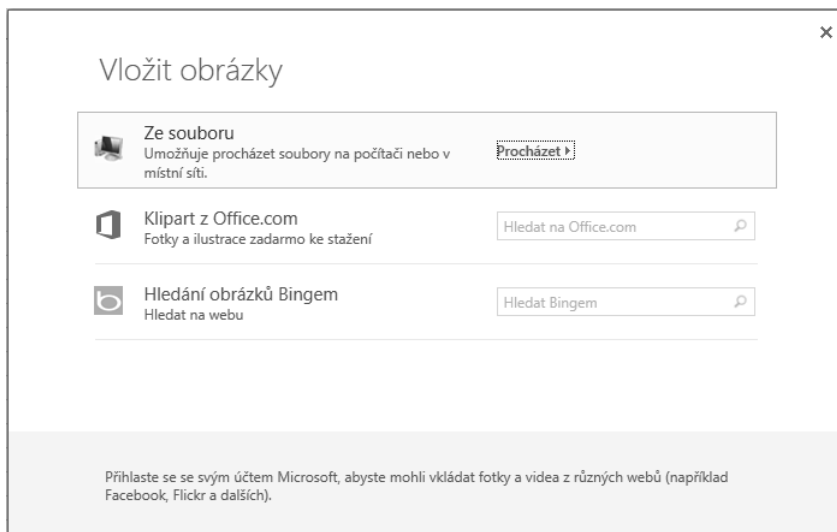 Vložit obrázky
Ze souboru
Umožňuje procházet soubory na počítači nebo v
místní síti.
Procházet
Klipart z Office.com
Fotky a ilustrace zadarmo ke stažení
Hledat na Office.com
Hledání obrázků Bingem
Hledat na webu
Hledat Bingem
Přihlaste se se svým účtem Microsoft, abyste mohli vkládat fotky a videa z různých webů (například
Facebook, Flickr a dalších).